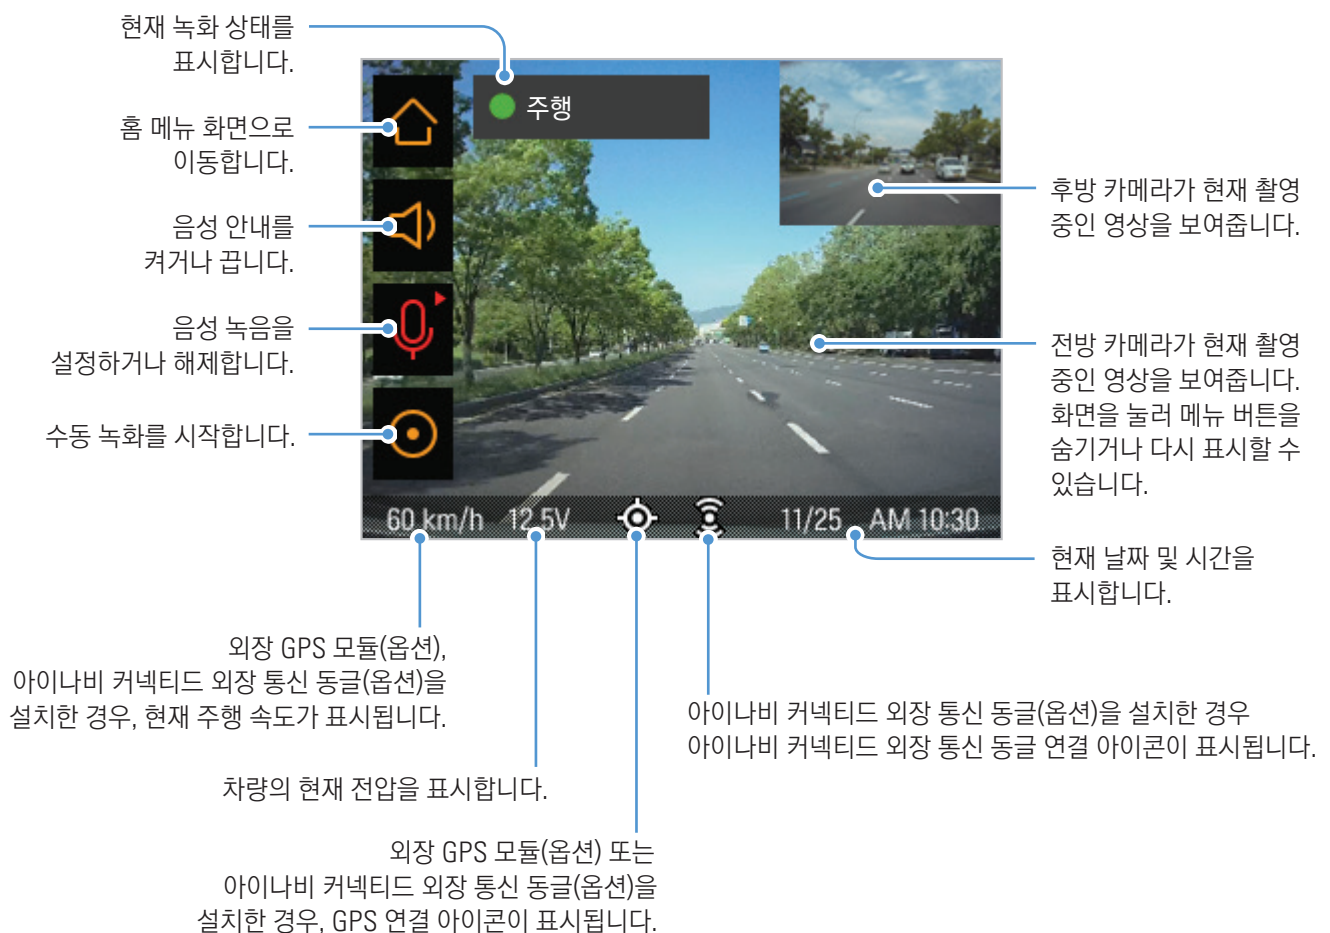 현재 녹화 상태를
표시합니다.
홈 메뉴 화면으로
이동합니다.
음성 안내를
켜거나 끕니다.
음성 녹음을
설정하거나 해제합니다.
수동 녹화를 시작합니다.
주행
후방 카메라가 현재 촬영
중인 영상을 보여줍니다.
전방 카메라가 현재 촬영
중인 영상을 보여줍니다.
화면을 눌러 메뉴 버튼을
숨기거나 다시 표시할 수
있습니다.
60 km/h 12.5V 11/25 AM 10:30
현재 날짜 및 시간을
표시합니다.
외장 GPS 모듈(옵션),
아이나비 커넥티드 외장 통신 동글(옵션)을
설치한 경우, 현재 주행 속도가 표시됩니다.
아이나비 커넥티드 외장 통신 동글(옵션)을 설치한 경우
아이나비 커넥티드 외장 통신 동글 연결 아이콘이 표시됩니다.
차량의 현재 전압을 표시합니다.
외장 GPS 모듈(옵션) 또는
아이나비 커넥티드 외장 통신 동글(옵션)을
설치한 경우, GPS 연결 아이콘이 표시됩니다.